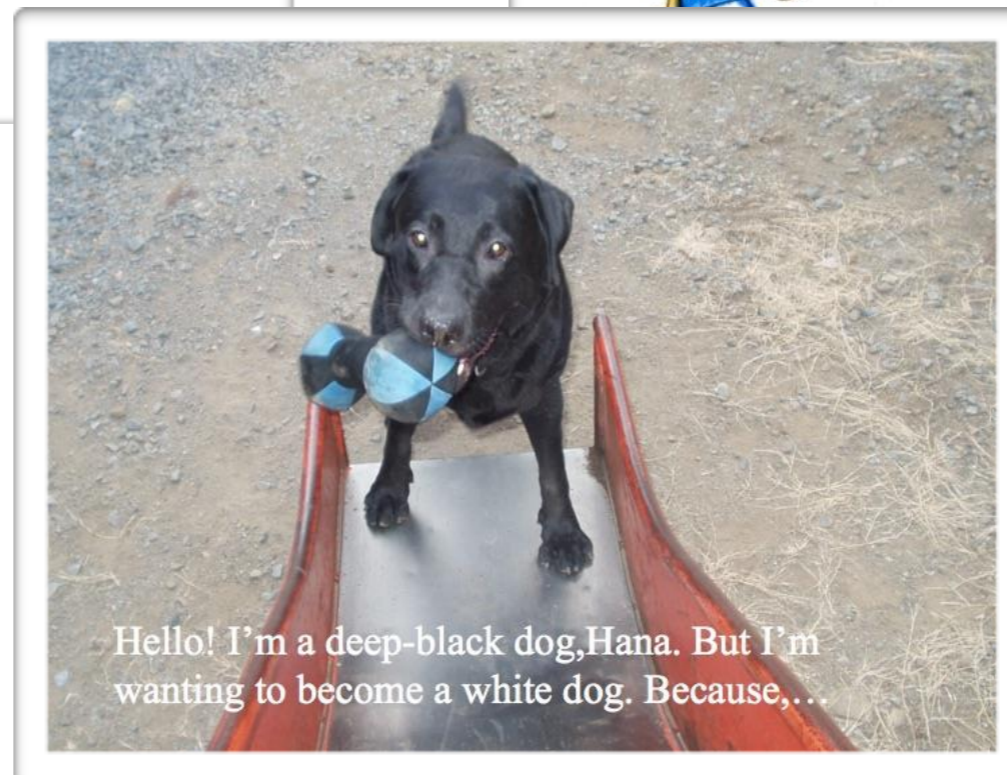 Hello! I'm a deep-black dog,Hana. But I'm
wanting to become a white dog. Because,…